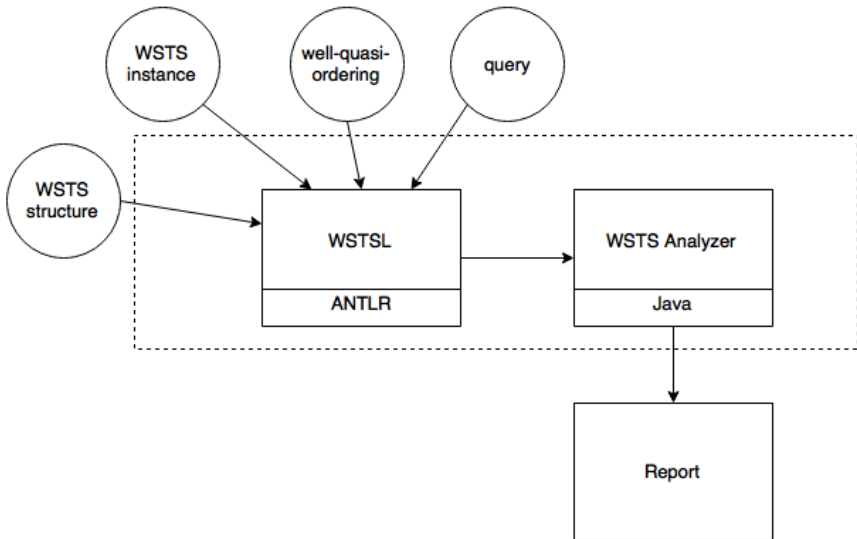 WSTS
instance
well-quasi-
ordering
query
WSTS
structure
WSTSL
ANTLR
WSTS Analyzer
Java
Report